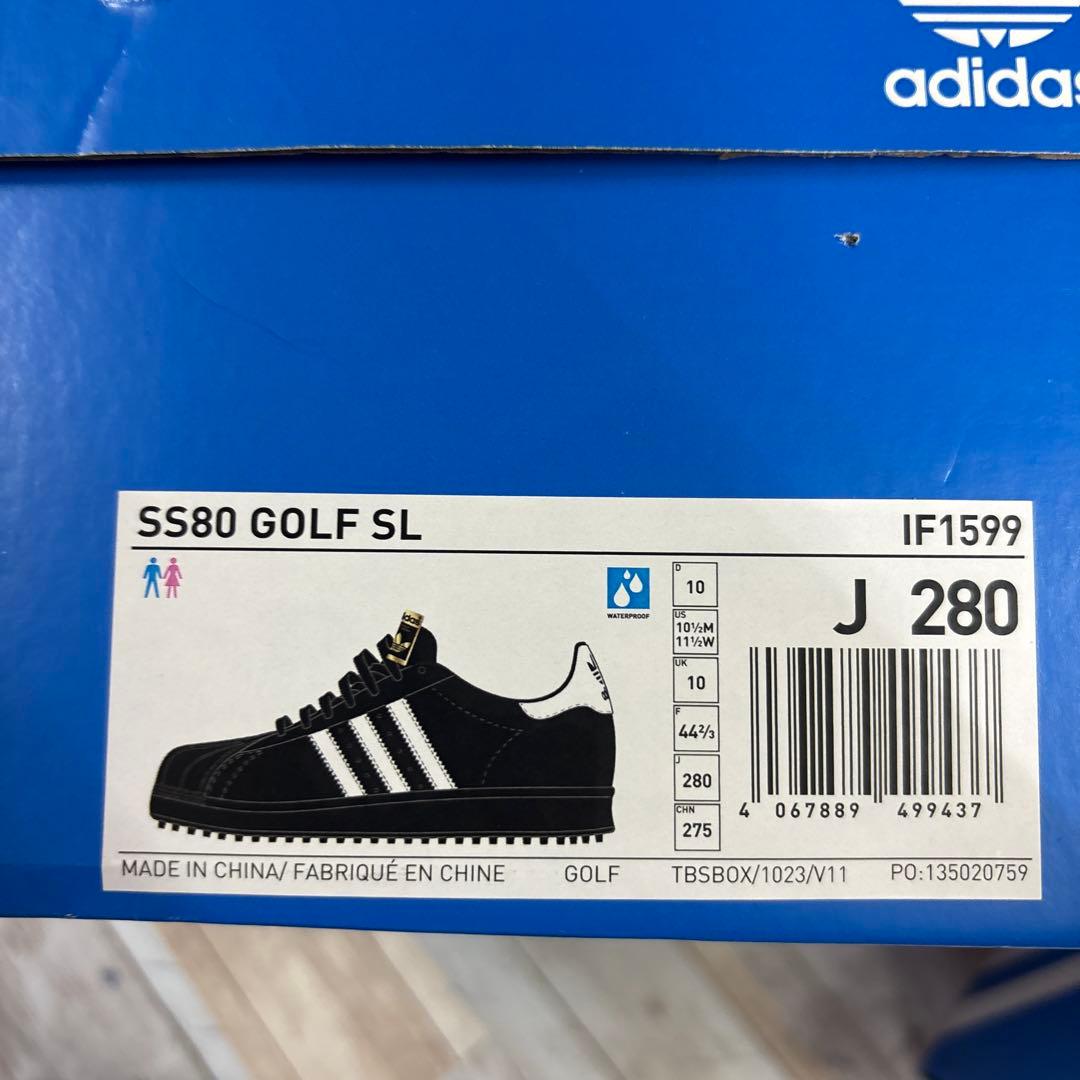 adidas
SS80 GOLF SL
IF1599
WATERPROOF
D
10
US
10½M
11½W
UK
10
F
44⅔
J
280
CHN
275
J 280
4 067889 499437
MADE IN CHINA/ FABRIQUÉ EN CHINE
GOLF
TBSBOX/1023/V11
PO:135020759